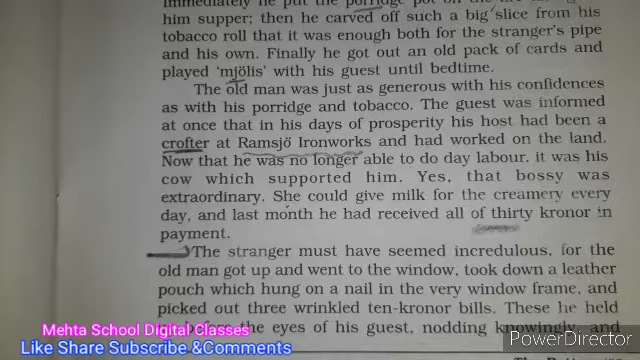 immediately he put the porridge pot on the
him supper; then he carved off such a big slice from his
tobacco roll that it was enough both for the stranger's pipe
and his own. Finally he got out an old pack of cards and
played 'mjölis' with his guest until bedtime.
The old man was just as generous with his confidences
as with his porridge and tobacco. The guest was informed
at once that in his days of prosperity his host had been a
crofter at Ramsjö Ironworks and had worked on the land.
Now that he was no longer able to do day labour, it was his
cow which supported him. Yes, that bossy was
extraordinary. She could give milk for the creamery every
day, and last month he had received all of thirty kronor in
payment.
The stranger must have seemed incredulous, for the
old man got up and went to the window, took down a leather
pouch which hung on a nail in the very window frame, and
picked out three wrinkled ten-kronor bills. These he held
the eyes of his guest, nodding knowingly, and
Mehta School Digital Classes
Like Share Subscribe &Comments
PowerDirector